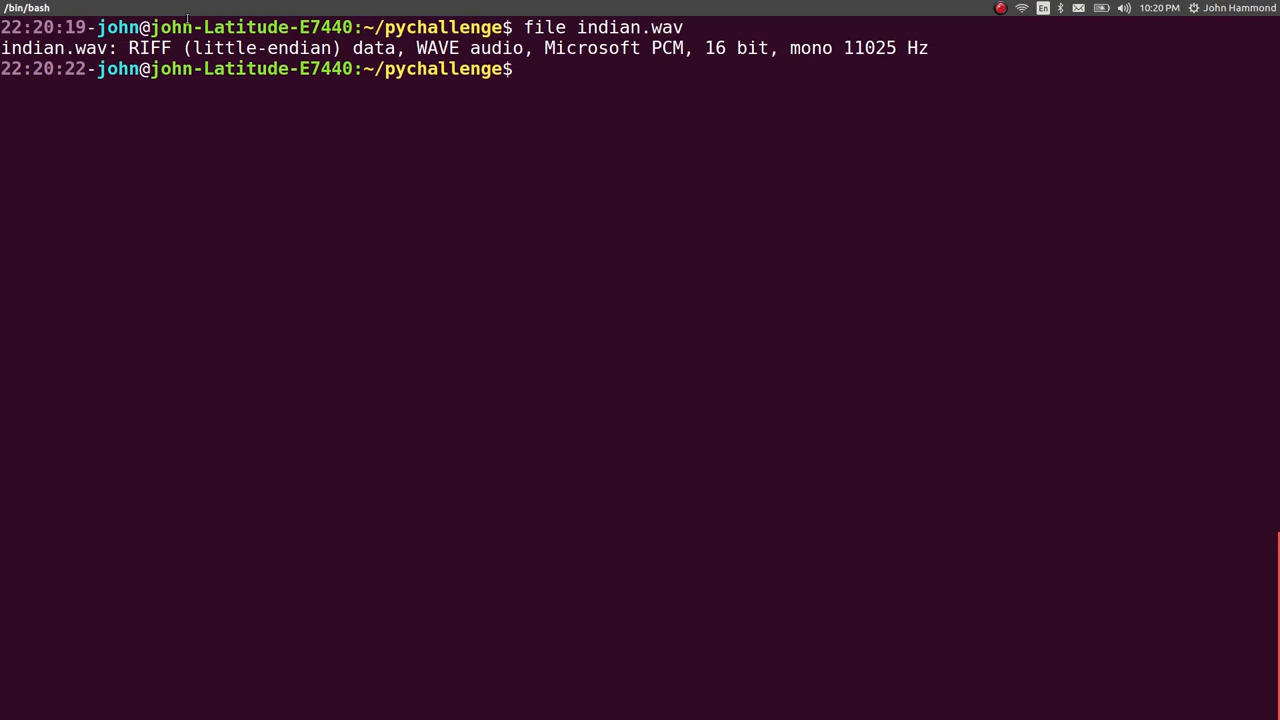 /bin/bash
En
10:20 PM
John Hammond
22:20:19-john@john-Latitude-E7440:~/pychallenge$ file indian.wav
indian.wav: RIFF (little-endian) data, WAVE audio, Microsoft PCM, 16 bit, mono 11025 Hz
22:20:22-john@john-Latitude-E7440:~/pychallenge$